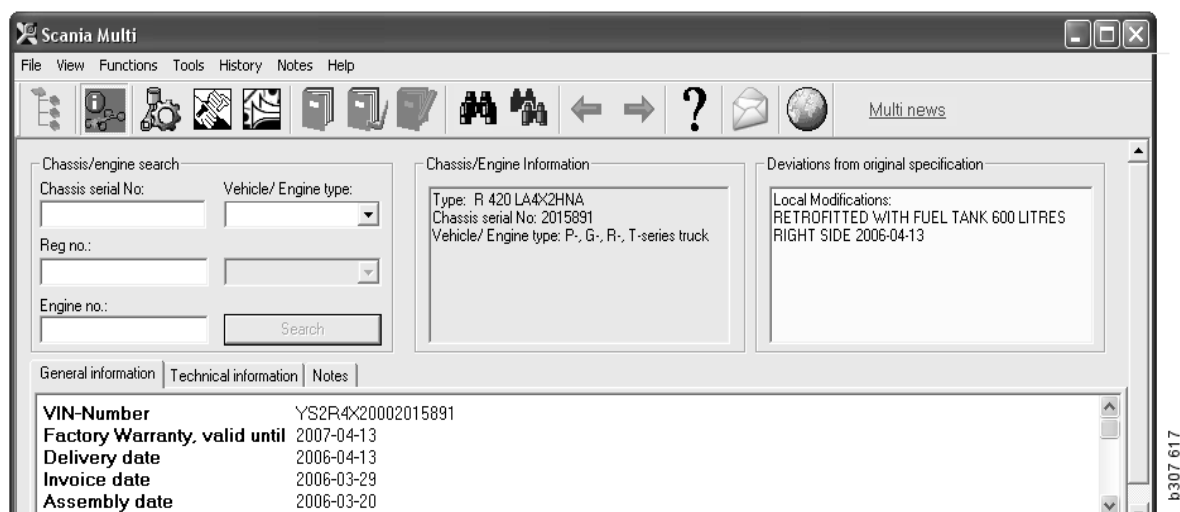 Scania Multi
File View Functions Tools History Notes Help
Multi news
Chassis/engine search
Chassis serial No:
Vehicle/ Engine type:
Reg no.:
Engine no.:
Search
Chassis/Engine Information
Type: R 420 LA4X2HNA
Chassis serial No: 2015891
Vehicle/ Engine type: P-, G-, R-, T-series truck
Deviations from original specification
Local Modifications:
RETROFITTED WITH FUEL TANK 600 LITRES
RIGHT SIDE 2006-04-13
General information Technical information Notes
VIN-Number YS2R4X20002015891
Factory Warranty, valid until 2007-04-13
Delivery date 2006-04-13
Invoice date 2006-03-29
Assembly date 2006-03-20
b307 617